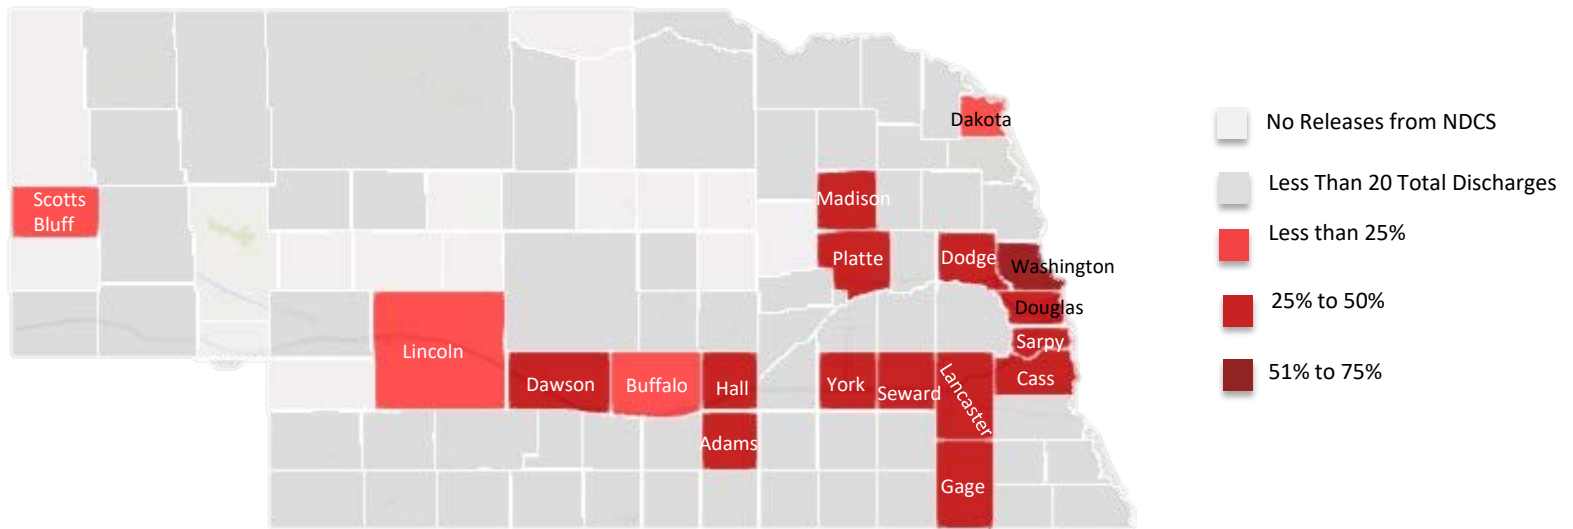 Dakota
Scotts
Bluff
Madison
Platte
Dodge
Washington
Douglas
Sarpy
Lincoln
Dawson
Buffalo
Hall
York
Seward
Lancaster
Cass
Adams
Gage
No Releases from NDCS
Less Than 20 Total Discharges
Less than 25%
25% to 50%
51% to 75%